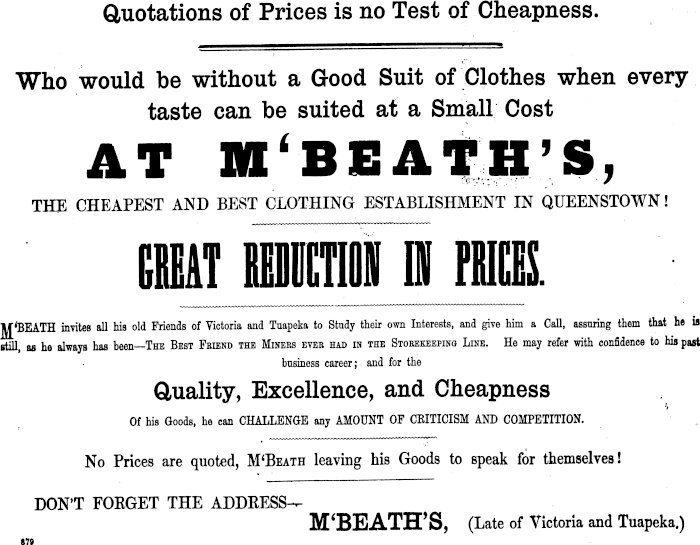 Quotations of Prices is no Test of Cheapness.
Who would be without a Good Suit of Clothes when every
taste can be suited at a Small Cost
AT M‘BEATH’S,
THE CHEAPEST AND BEST CLOTHING ESTABLISHMENT IN QUEENSTOWN!
GREAT REDUCTION IN PRICES.
M‘BEATH invites all his old Friends of Victoria and Tuapeka to Study their own Interests, and give him a Call, assuring them that he is
still, as he always has been—THE BEST FRIEND THE MINERS EVER HAD IN THE STOREKEEPING LINE. He may refer with confidence to his past
business career; and for the
Quality, Excellence, and Cheapness
Of his Goods, he can CHALLENGE any AMOUNT OF CRITICISM AND COMPETITION.
No Prices are quoted, M‘BEATH leaving his Goods to speak for themselves!
DON’T FORGET THE ADDRESS—
M‘BEATH’S, (Late of Victoria and Tuapeka.)
879